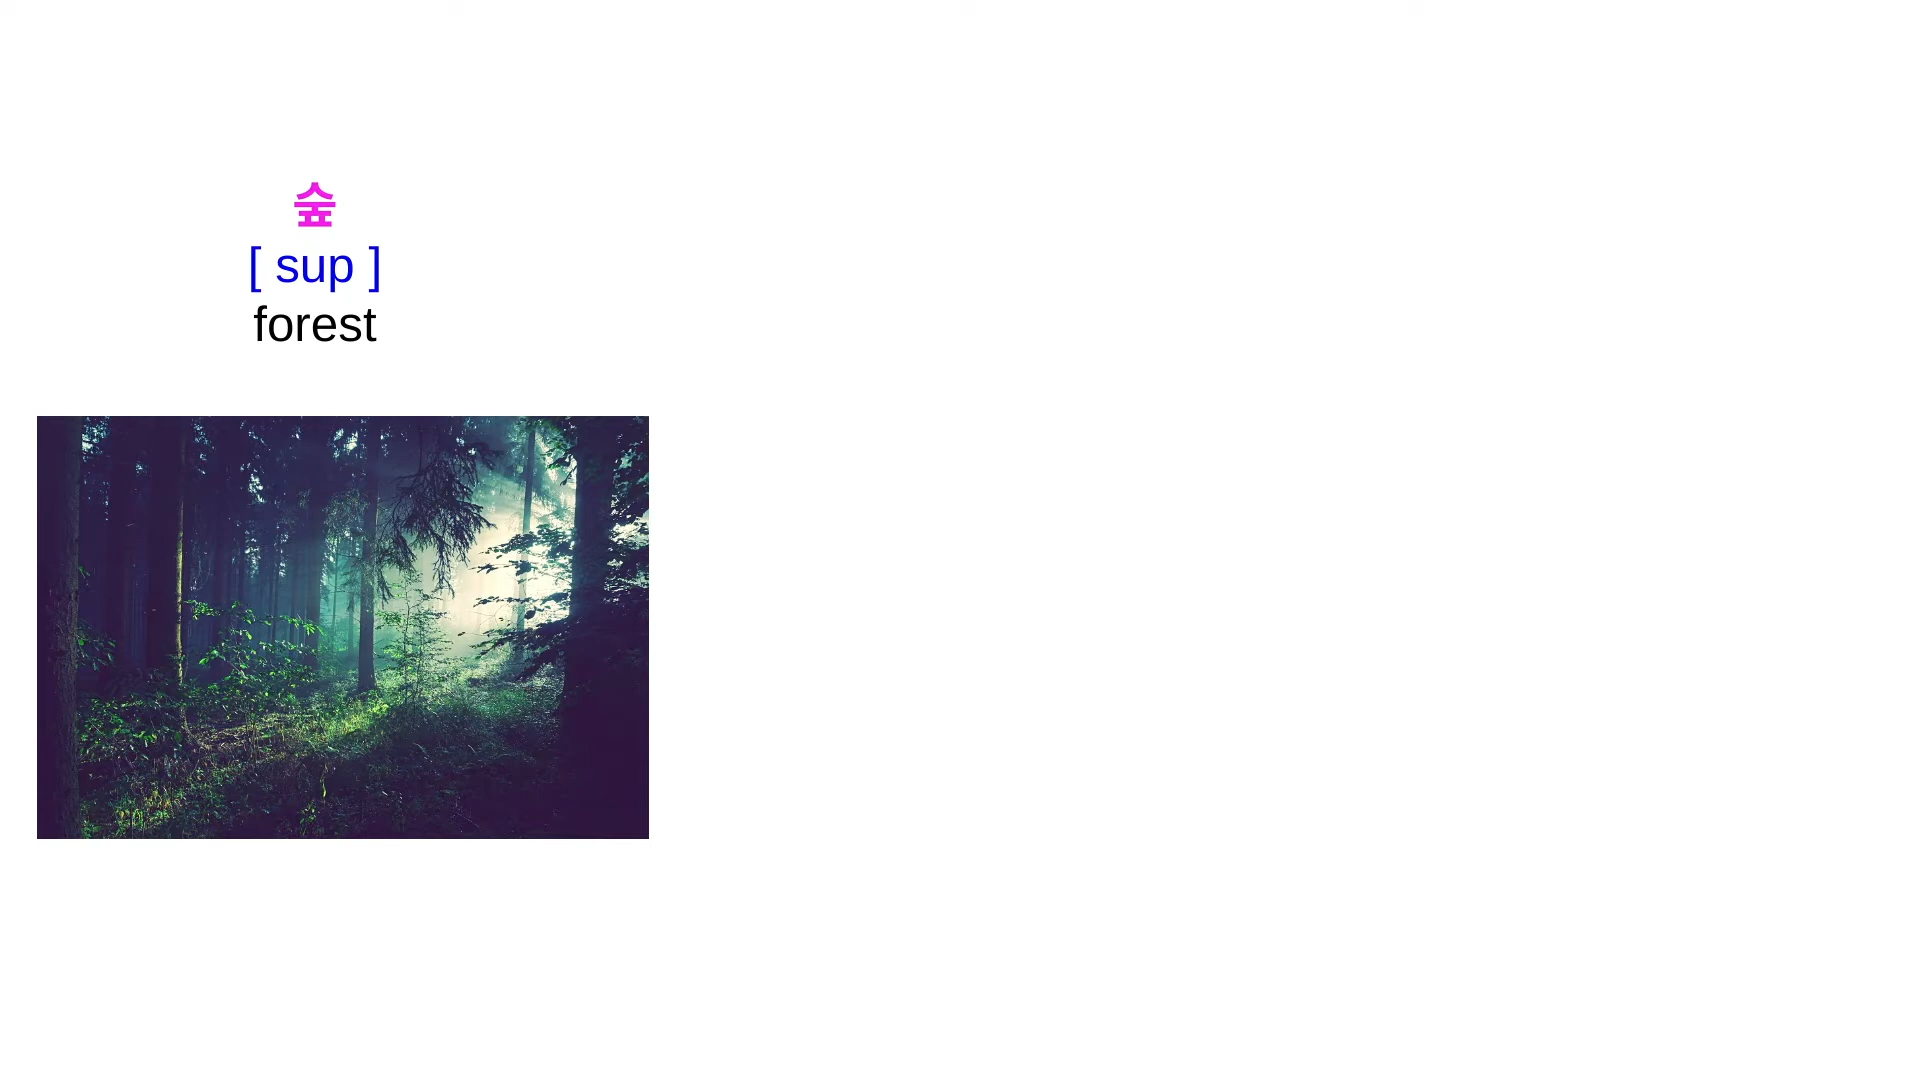 숲
[ sup ]
forest